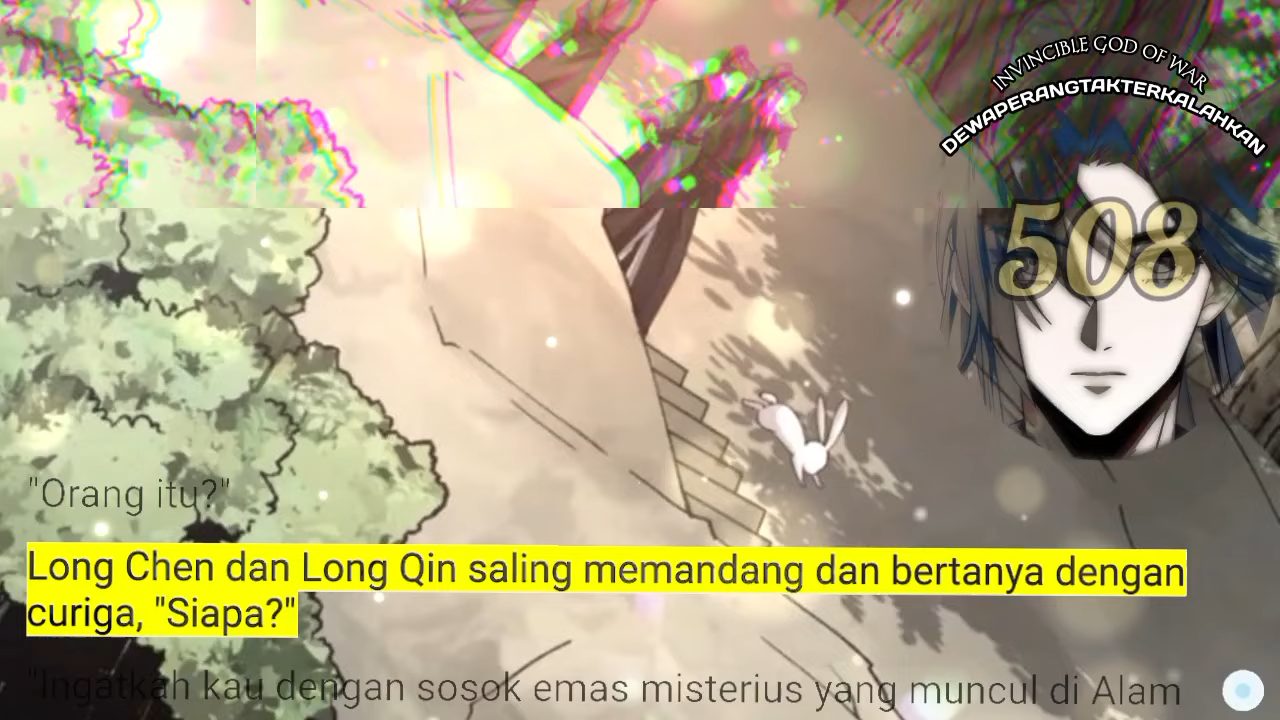 INVINCIBLE GOD OF WAR
DEWAPERANGTAKTERKALAHKAN
508
"Orang itu?"
Long Chen dan Long Qin saling memandang dan bertanya dengan
curiga, "Siapa?"
"Ingatkah kau dengan sosok emas misterius yang muncul di Alam